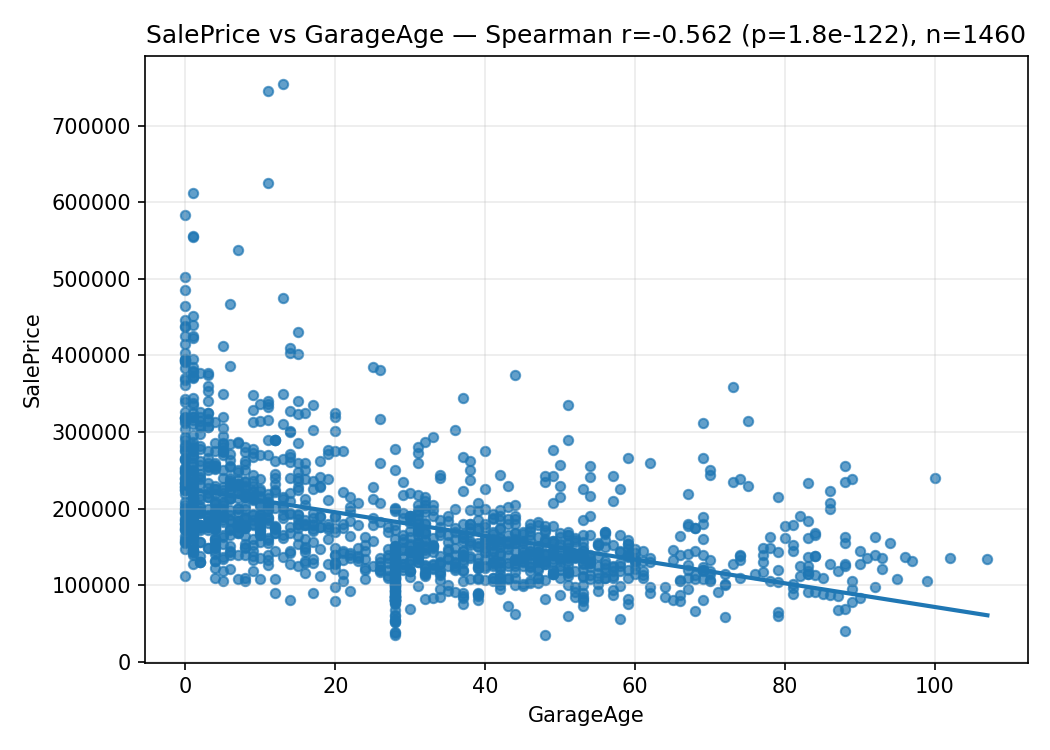 SalePrice vs GarageAge — Spearman r=-0.562 (p=1.8e-122), n=1460
700000
600000
500000
400000
300000
200000
100000
0
SalePrice
0 20 40 60 80 100
GarageAge